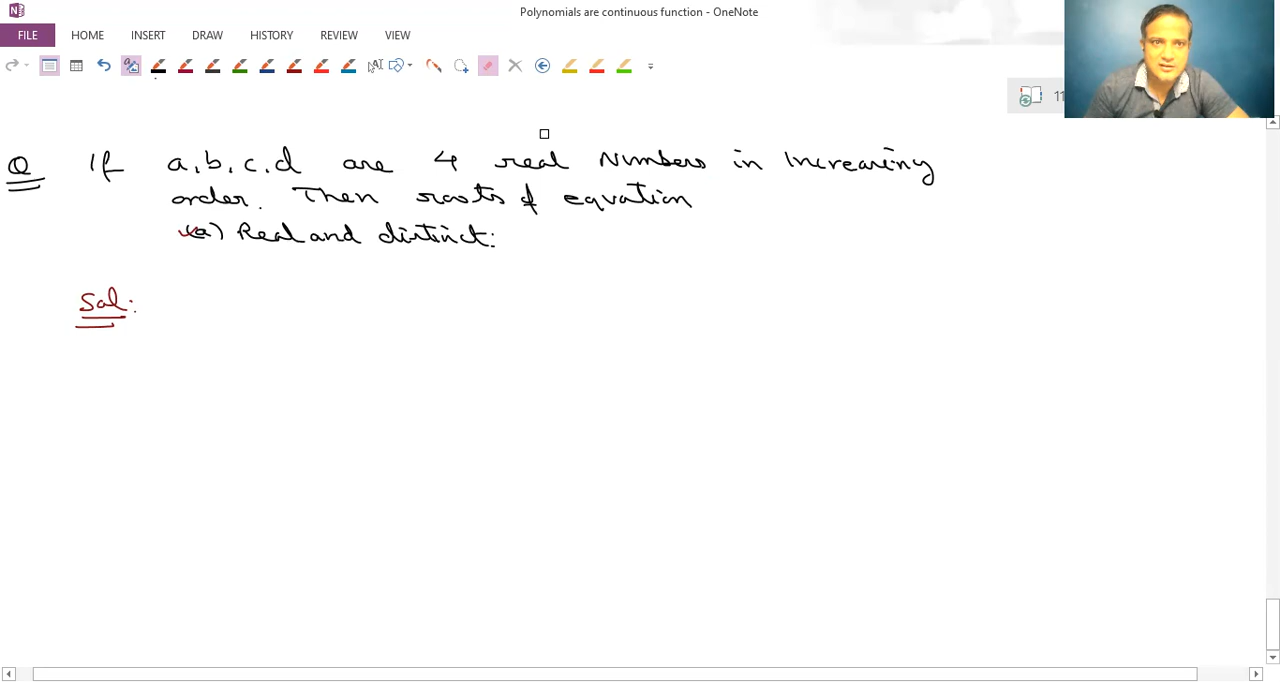 Polynomials are continuous function - OneNote
FILE HOME INSERT DRAW HISTORY REVIEW VIEW
11
Q If a, b, c, d are 4 real Numbers in Increasing
order. Then roots of equation
(a) Real and distinct:
Sol: